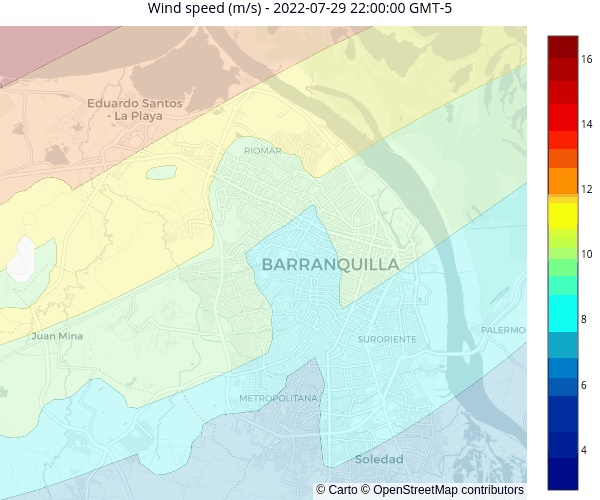 Wind speed (m/s) - 2022-07-29 22:00:00 GMT-5
Eduardo Santos
- La Playa
RIOMAR
BARRANQUILLA
Juan Mina
SURORIENTE
PALERMO
METROPOLITANA
Soledad
© Carto © OpenStreetMap contributors
16
14
12
10
8
6
4